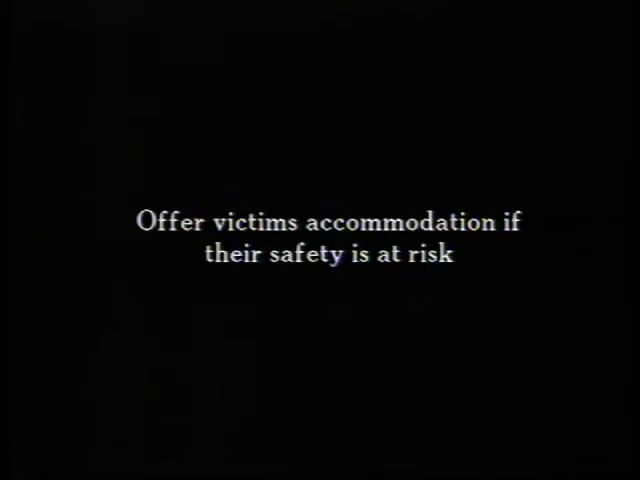 Offer victims accommodation if
their safety is at risk